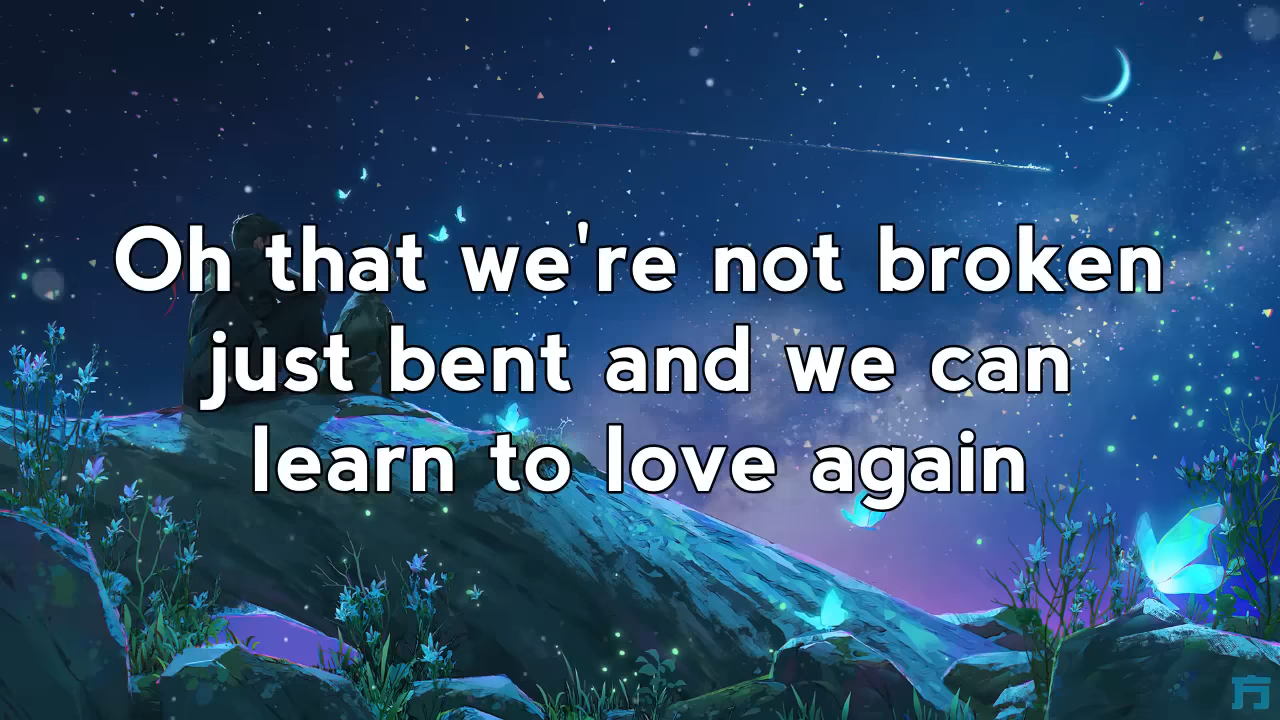 Oh that we're not broken
just bent and we can
learn to love again